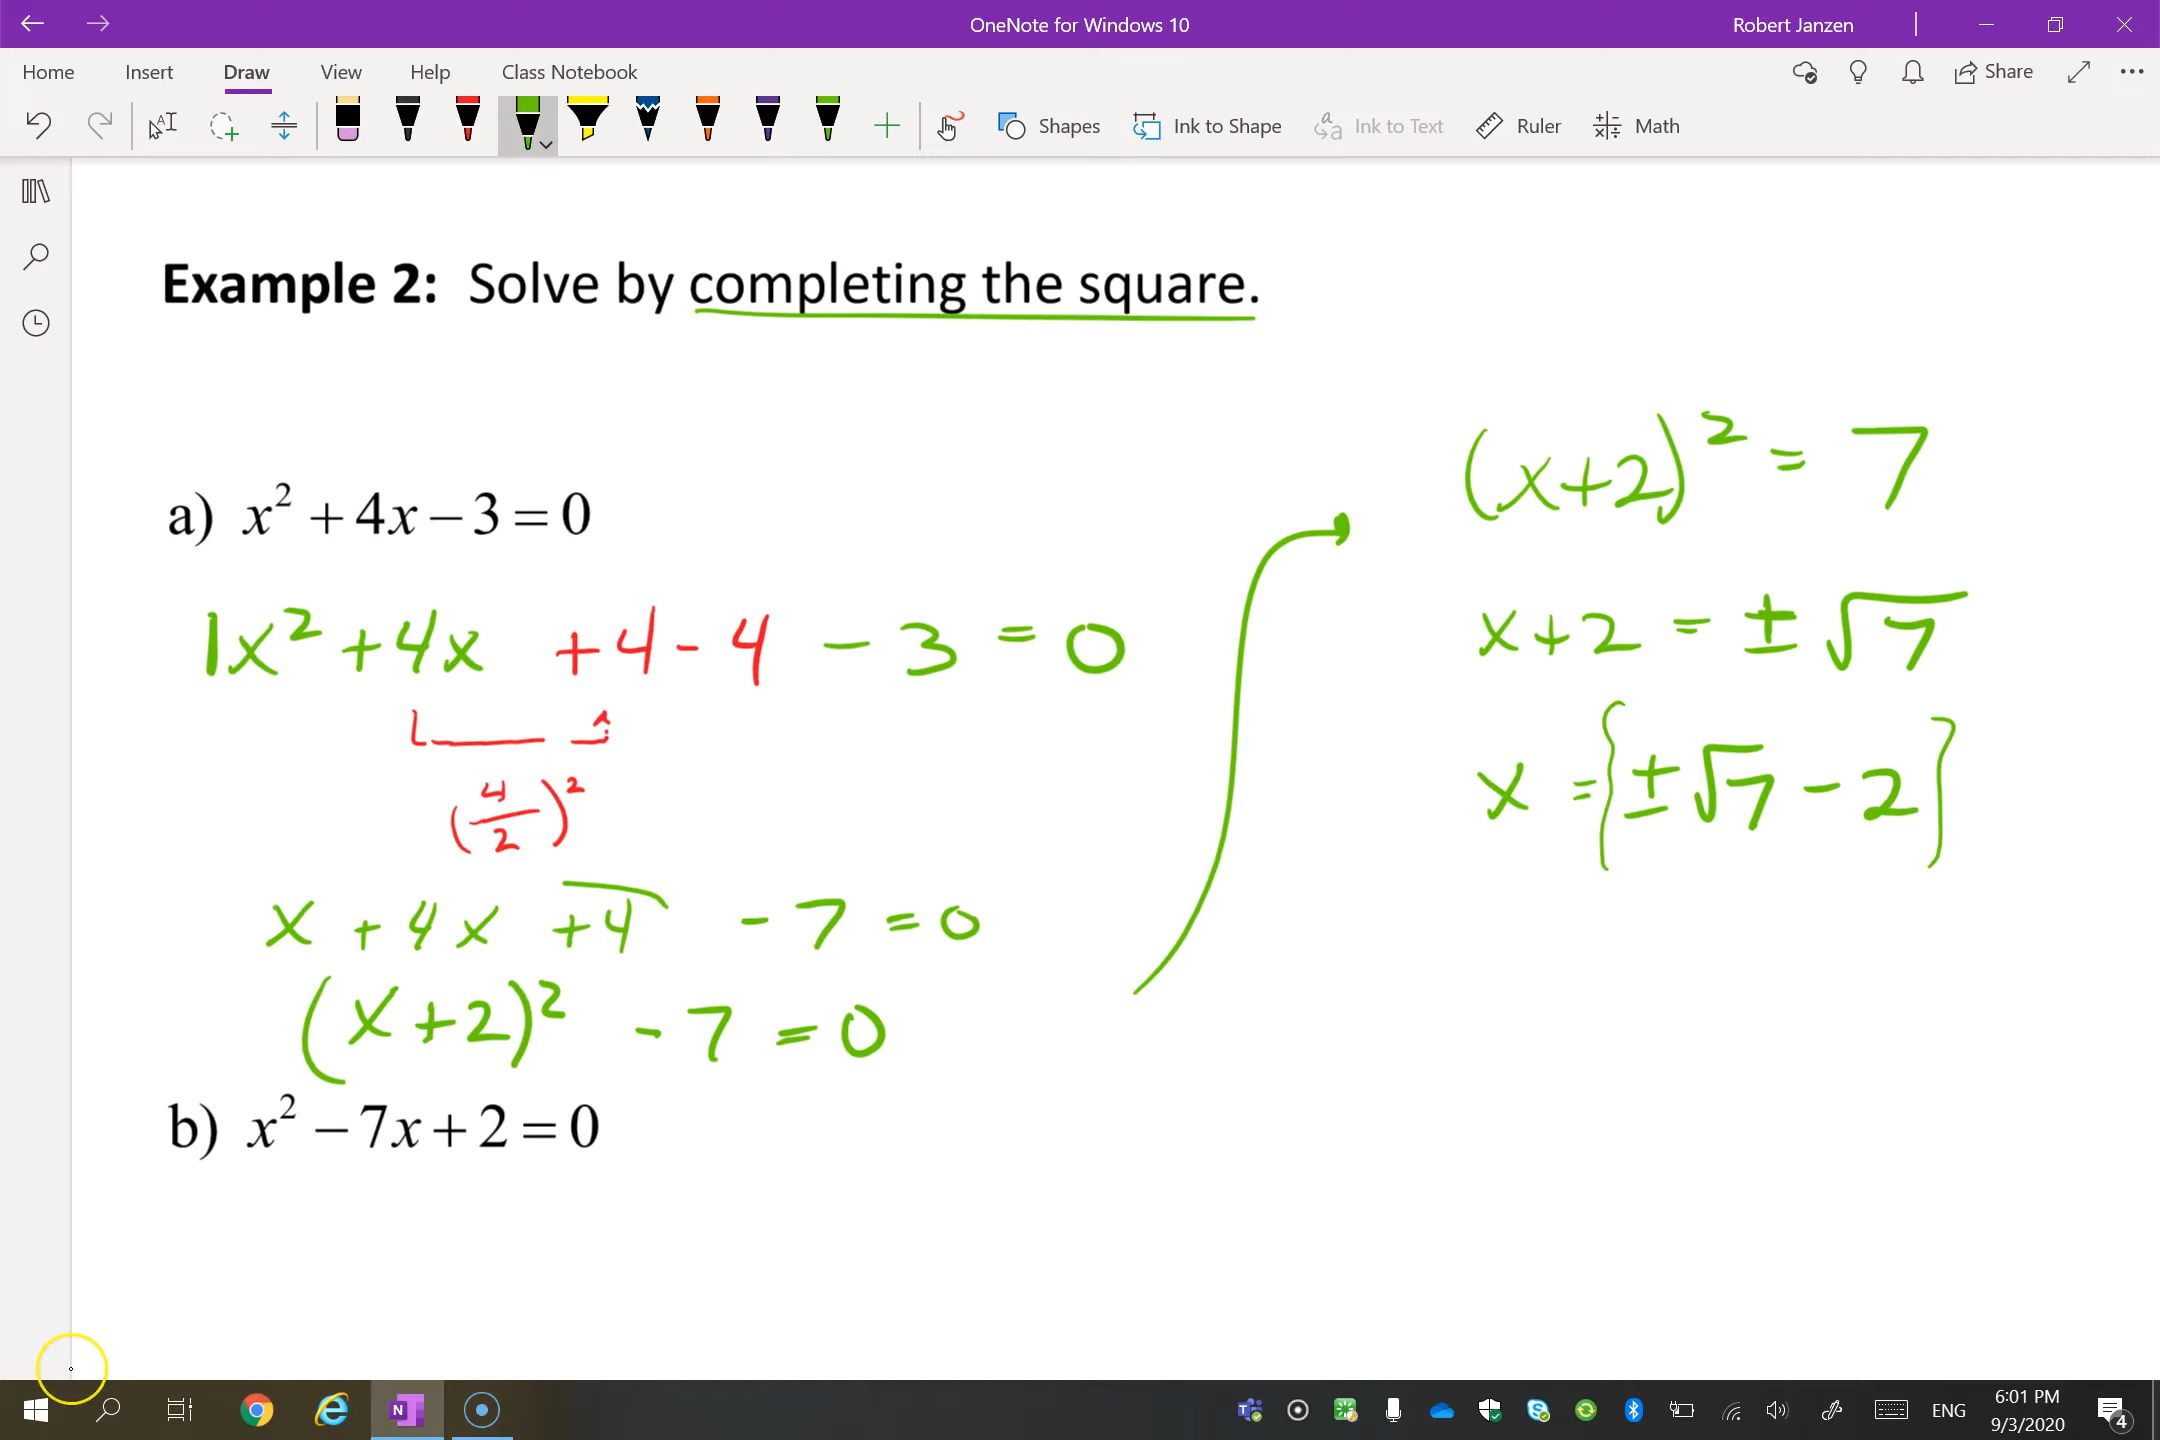 OneNote for Windows 10
Robert Janzen
Home Insert Draw View Help Class Notebook Share
Shapes Ink to Shape Ink to Text Ruler Math
Example 2: Solve by completing the square.
a) x² + 4x − 3 = 0
1x² + 4x + 4 - 4 - 3 = 0
(4/2)²
x + 4x + 4 - 7 = 0
(x + 2)² - 7 = 0
(x+2)² = 7
x+2 = ± √7
x = {± √7 - 2}
b) x² − 7x + 2 = 0
ENG
6:01 PM
9/3/2020
4